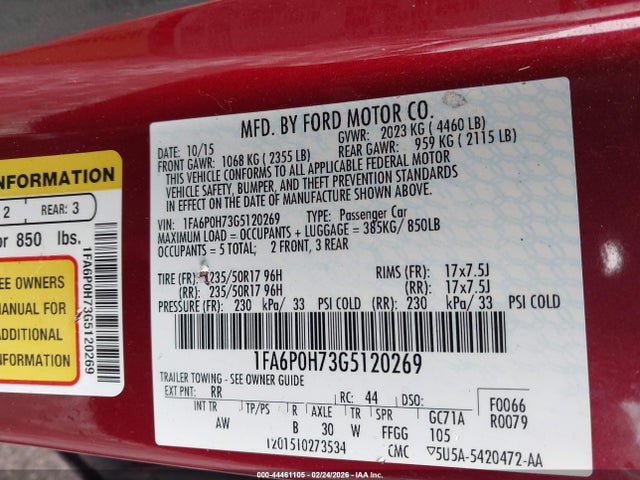 INFORMATION
2 REAR: 3
or 850 lbs.
SEE OWNERS
MANUAL FOR
ADDITIONAL
INFORMATION
1FA6P0H73G5120269
MFD. BY FORD MOTOR CO.
DATE: 10/15 GVWR: 2023 KG ( 4460 LB)
FRONT GAWR: 1068 KG ( 2355 LB) REAR GAWR: 959 KG ( 2115 LB)
THIS VEHICLE CONFORMS TO ALL APPLICABLE FEDERAL MOTOR
VEHICLE SAFETY, BUMPER, AND THEFT PREVENTION STANDARDS
IN EFFECT ON THE DATE OF MANUFACTURE SHOWN ABOVE.
VIN: 1FA6P0H73G5120269 TYPE: Passenger Car
MAXIMUM LOAD = OCCUPANTS + LUGGAGE = 385KG/ 850LB
OCCUPANTS = 5 TOTAL; 2 FRONT, 3 REAR
TIRE (FR): 235/50R17 96H RIMS (FR): 17x7.5J
(RR): 235/50R17 96H (RR): 17x7.5J
PRESSURE (FR): 230 kPa/ 33 PSI COLD (RR): 230 kPa/ 33 PSI COLD
1FA6P0H73G5120269
TRAILER TOWING - SEE OWNER GUIDE
EXT PNT: RR RC: 44 DSO: F0066
INT TR TP/PS R AXLE TR SPR GC71A R0079
AW B 30 W FFGG 105
1201510273534 CMC ▽5U5A-5420472-AA
000-44461105 - 02/24/2026 - IAAI.COM